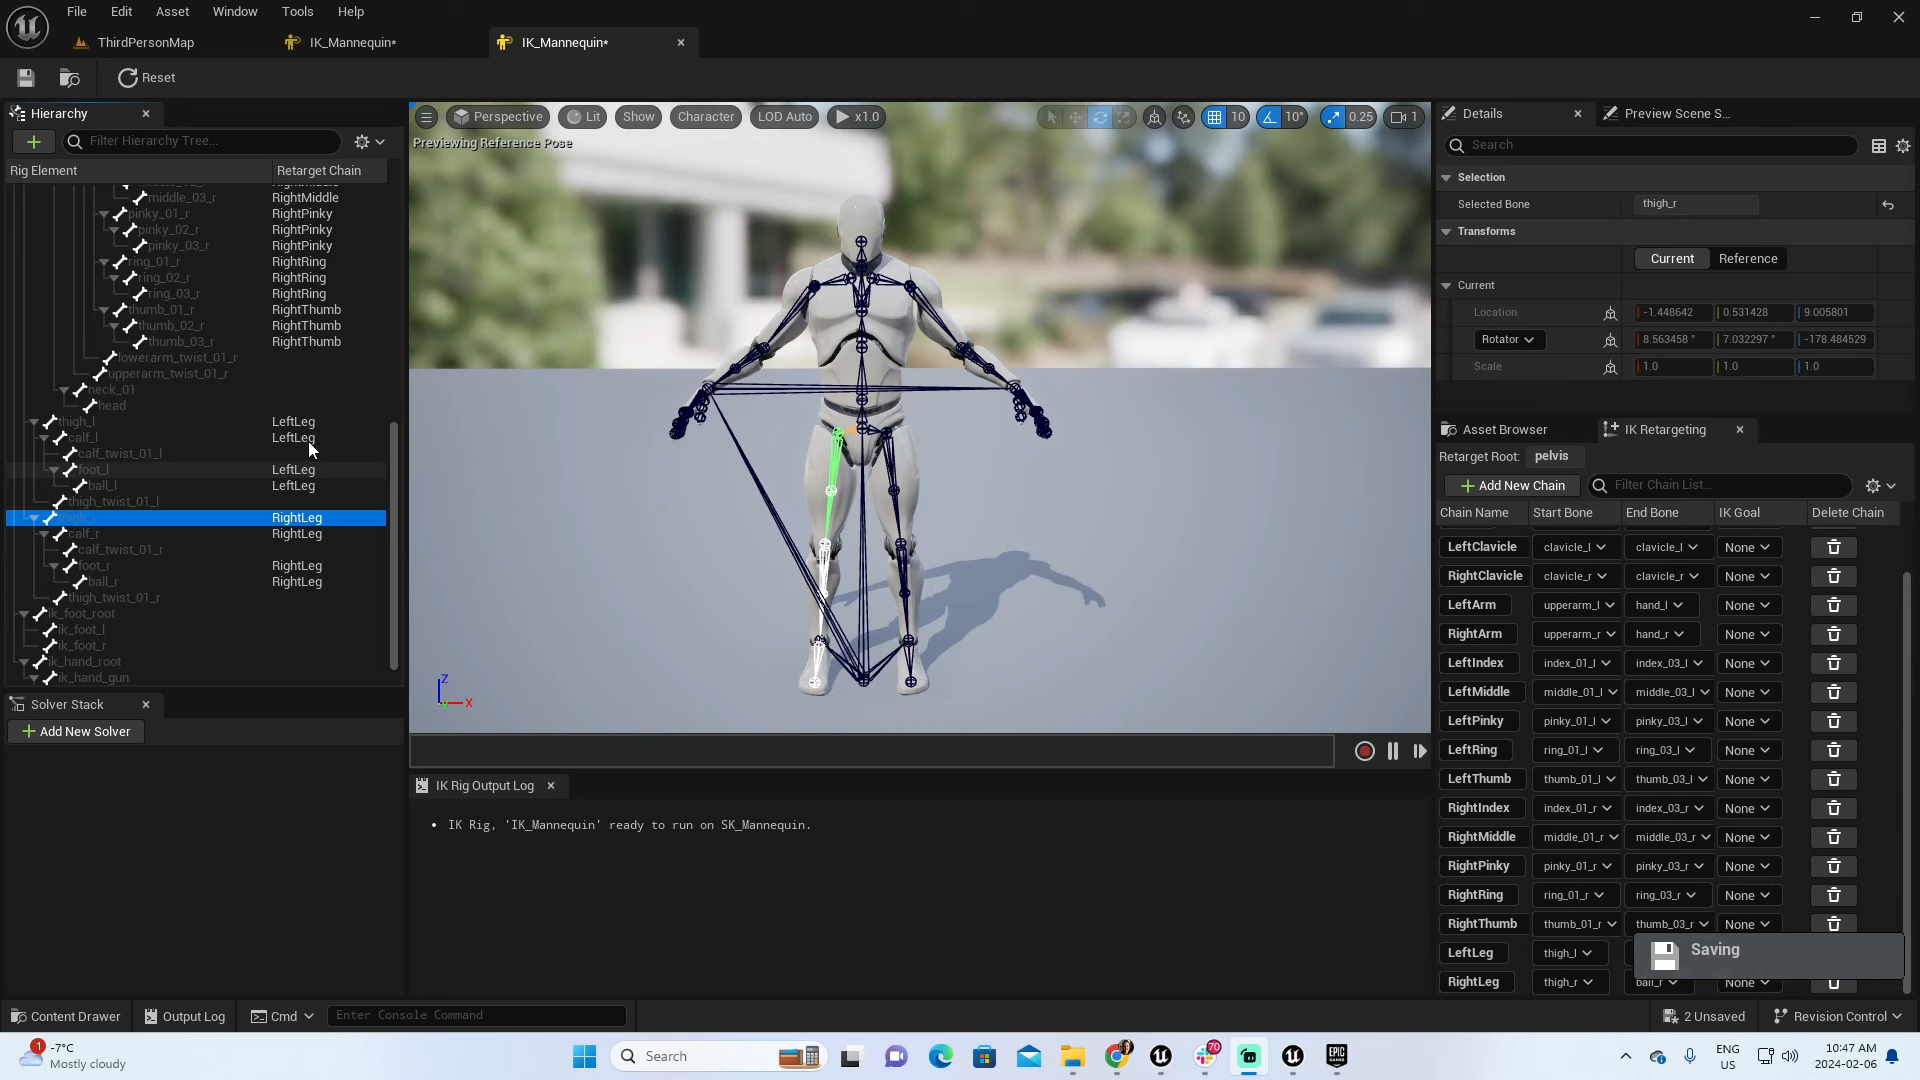 File Edit Asset Window Tools Help
ThirdPersonMap IK_Mannequin* IK_Mannequin*
Reset
Hierarchy
Filter Hierarchy Tree...
Rig Element Retarget Chain
middle_03_r RightMiddle
pinky_01_r RightPinky
pinky_02_r RightPinky
pinky_03_r RightPinky
ring_01_r RightRing
ring_02_r RightRing
ring_03_r RightRing
thumb_01_r RightThumb
thumb_02_r RightThumb
thumb_03_r RightThumb
lowerarm_twist_01_r
upperarm_twist_01_r
neck_01
head
thigh_l LeftLeg
calf_l LeftLeg
calf_twist_01_l
foot_l LeftLeg
ball_l LeftLeg
thigh_twist_01_l
thigh_r RightLeg
calf_r RightLeg
calf_twist_01_r
foot_r RightLeg
ball_r RightLeg
thigh_twist_01_r
ik_foot_root
ik_foot_l
ik_foot_r
ik_hand_root
ik_hand_gun
Solver Stack
Add New Solver
Perspective Lit Show Character LOD Auto x1.0 10 10° 0.25 1
Previewing Reference Pose
Z
X
IK Rig Output Log
• IK Rig, 'IK_Mannequin' ready to run on SK_Mannequin.
Details Preview Scene S...
Search
Selection
Selected Bone thigh_r
Transforms
Current Reference
Current
Location -1.448642 0.531428 9.005801
Rotator 8.563458 ° 7.032297 ° -178.484529
Scale 1.0 1.0 1.0
Asset Browser IK Retargeting
Retarget Root: pelvis
Add New Chain Filter Chain List...
Chain Name Start Bone End Bone IK Goal Delete Chain
LeftClavicle clavicle_l clavicle_l None
RightClavicle clavicle_r clavicle_r None
LeftArm upperarm_l hand_l None
RightArm upperarm_r hand_r None
LeftIndex index_01_l index_03_l None
LeftMiddle middle_01_l middle_03_l None
LeftPinky pinky_01_l pinky_03_l None
LeftRing ring_01_l ring_03_l None
LeftThumb thumb_01_l thumb_03_l None
RightIndex index_01_r index_03_r None
RightMiddle middle_01_r middle_03_r None
RightPinky pinky_01_r pinky_03_r None
RightRing ring_01_r ring_03_r None
RightThumb thumb_01_r thumb_03_r None
LeftLeg thigh_l
RightLeg thigh_r ball_r None
Saving
Content Drawer Output Log Cmd Enter Console Command 2 Unsaved Revision Control
1 -7°C
Mostly cloudy
Search
70
ENG
US
10:47 AM
2024-02-06